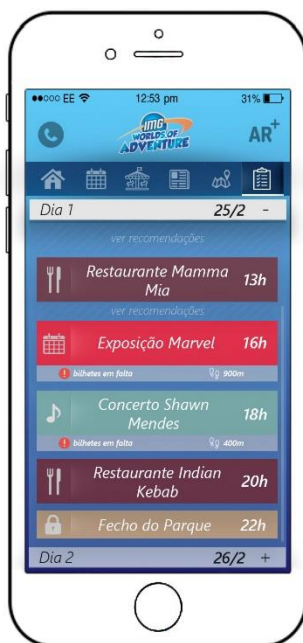 EE 12:53 pm 31%
IMG
WORLDS OF
ADVENTURE
AR+
Dia 1 25/2 -
ver recomendações
Restaurante Mamma
Mia 13h
ver recomendações
Exposição Marvel 16h
bilhetes em falta 900m
Concerto Shawn
Mendes 18h
bilhetes em falta 400m
Restaurante Indian
Kebab 20h
Fecho do Parque 22h
Dia 2 26/2 +